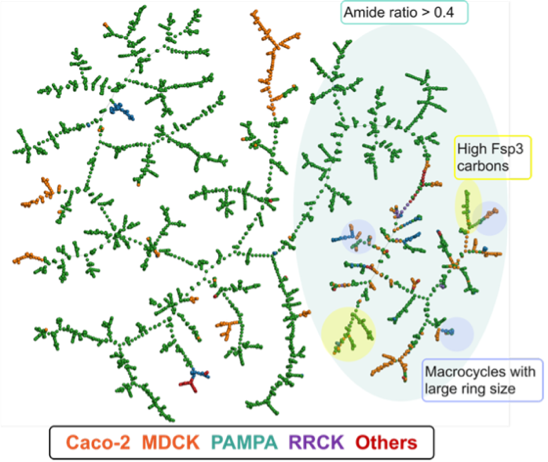 Amide ratio > 0.4
High Fsp3
carbons
Macrocycles with
large ring size
Caco-2 MDCK PAMPA RRCK Others